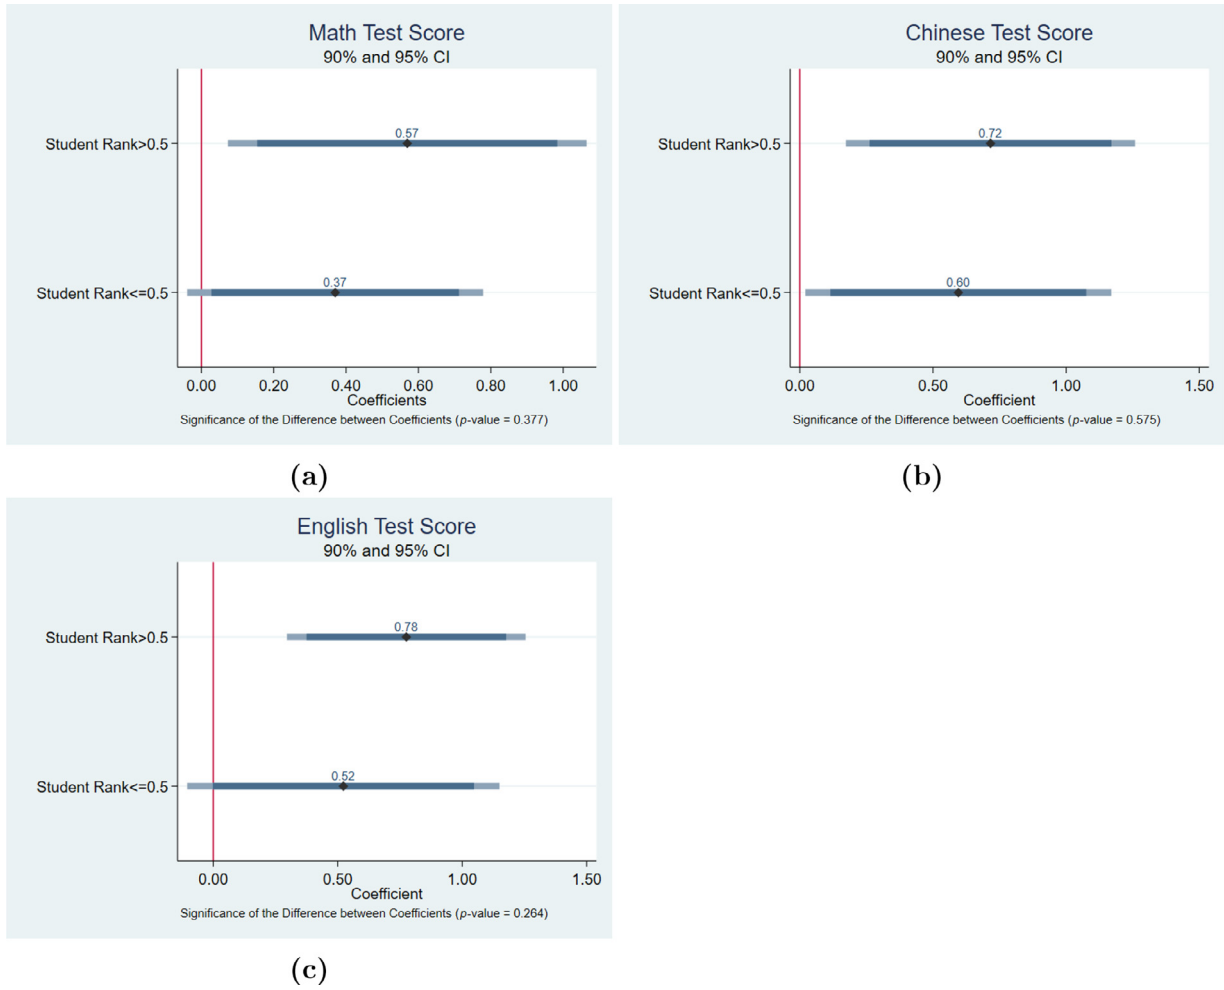 Math Test Score
90% and 95% CI
Student Rank>0.5
0.57
Student Rank<=0.5
0.37
0.00 0.20 0.40 0.60 0.80 1.00
Coefficients
Significance of the Difference between Coefficients (p-value = 0.377)
(a)
Chinese Test Score
90% and 95% CI
Student Rank>0.5
0.72
Student Rank<=0.5
0.60
0.00 0.50 1.00 1.50
Coefficient
Significance of the Difference between Coefficients (p-value = 0.575)
(b)
English Test Score
90% and 95% CI
Student Rank>0.5
0.78
Student Rank<=0.5
0.52
0.00 0.50 1.00 1.50
Coefficient
Significance of the Difference between Coefficients (p-value = 0.264)
(c)